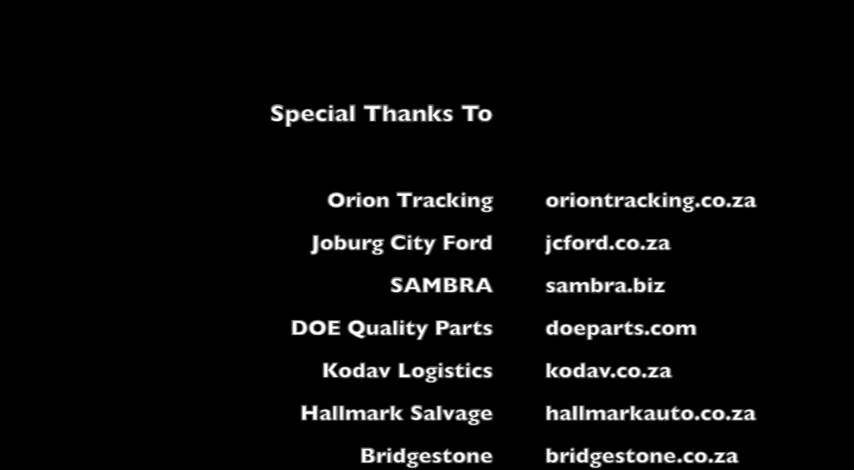 Special Thanks To
Orion Tracking oriontracking.co.za
Joburg City Ford jcford.co.za
SAMBRA sambra.biz
DOE Quality Parts doeparts.com
Kodav Logistics kodav.co.za
Hallmark Salvage hallmarkauto.co.za
Bridgestone bridgestone.co.za